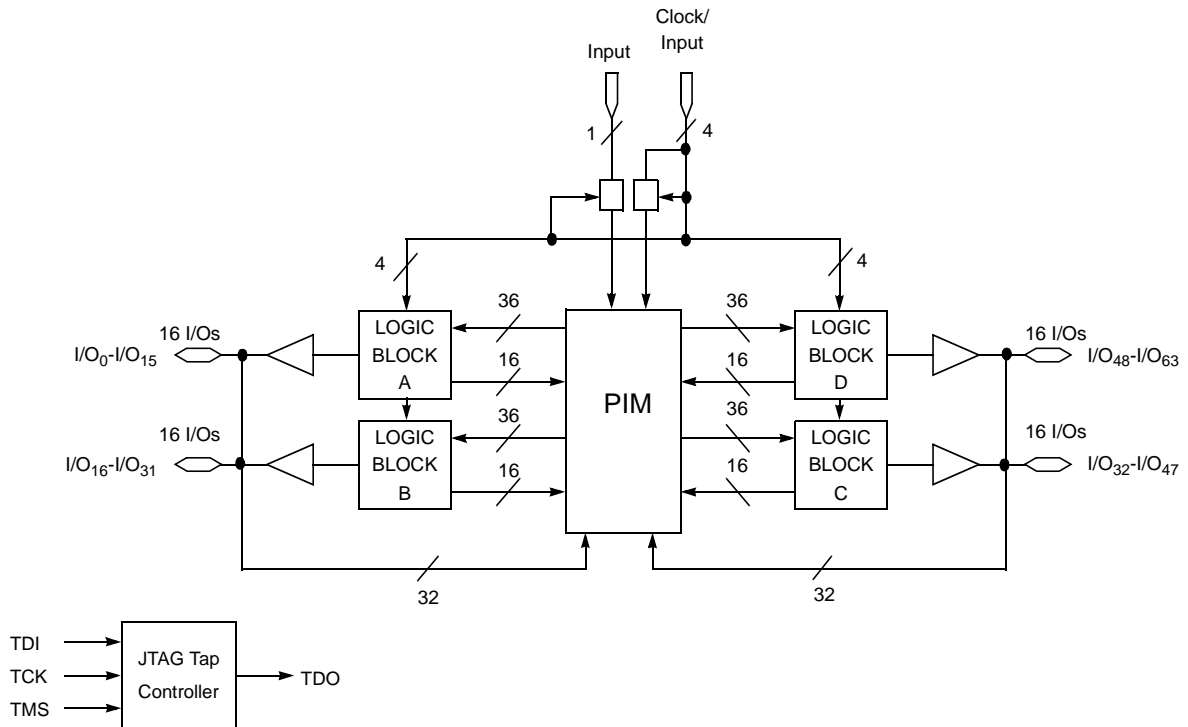 Clock/
Input
Input
1
4
4
4
36
36
16 I/Os
LOGIC
BLOCK
A
LOGIC
BLOCK
D
16 I/Os
I/O0-I/O15
I/O48-I/O63
16
16
PIM
36
36
16 I/Os
LOGIC
BLOCK
B
LOGIC
BLOCK
C
16 I/Os
I/O16-I/O31
I/O32-I/O47
16
16
32
32
TDI
TCK
TMS
JTAG Tap
Controller
TDO